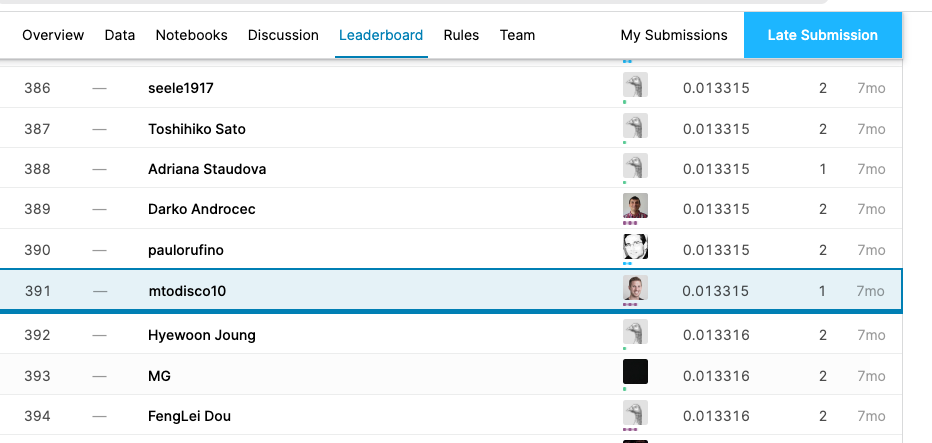 Overview Data Notebooks Discussion Leaderboard Rules Team My Submissions Late Submission
386 — seele1917 0.013315 2 7mo
387 — Toshihiko Sato 0.013315 2 7mo
388 — Adriana Staudova 0.013315 1 7mo
389 — Darko Androcec 0.013315 2 7mo
390 — paulorufino 0.013315 2 7mo
391 — mtodisco10 0.013315 1 7mo
392 — Hyewoon Joung 0.013316 2 7mo
393 — MG 0.013316 2 7mo
394 — FengLei Dou 0.013316 2 7mo